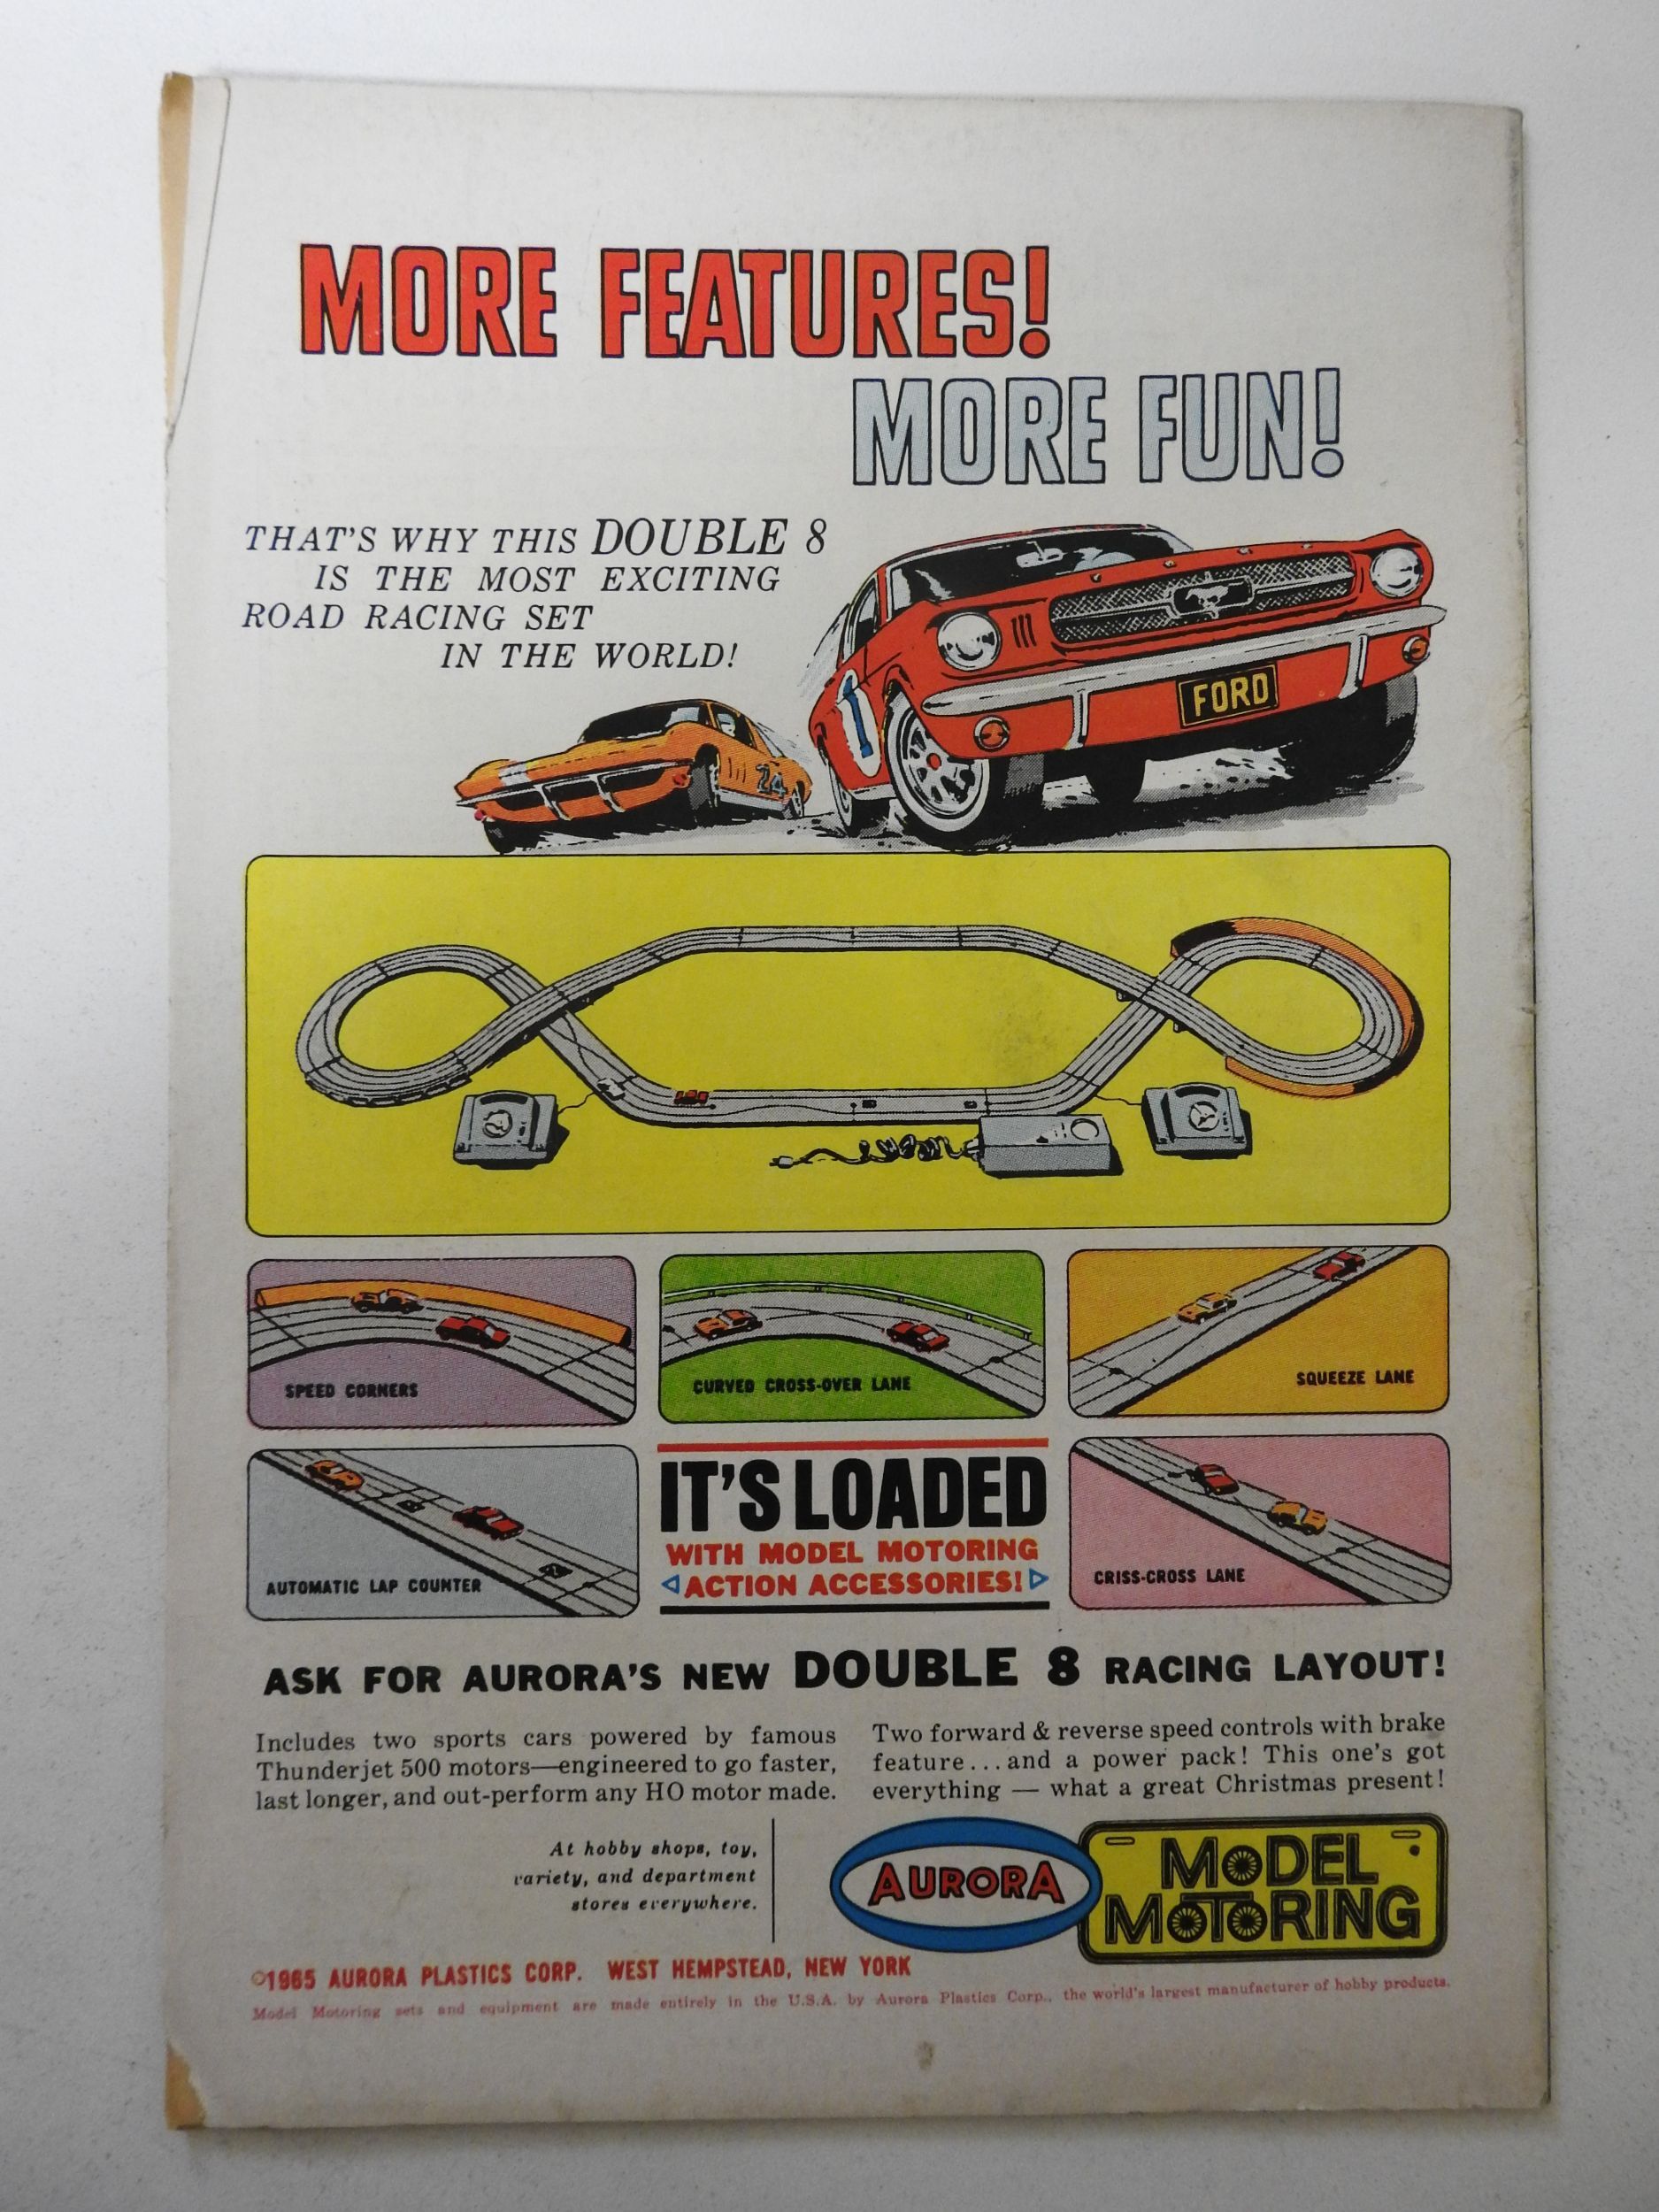 MORE FEATURES!
MORE FUN!
THAT'S WHY THIS DOUBLE 8
IS THE MOST EXCITING
ROAD RACING SET
IN THE WORLD!
1
FORD
24
SPEED CORNERS
CURVED CROSS-OVER LANE
SQUEEZE LANE
AUTOMATIC LAP COUNTER
IT'S LOADED
WITH MODEL MOTORING
ACTION ACCESSORIES!
CRISS-CROSS LANE
ASK FOR AURORA'S NEW DOUBLE 8 RACING LAYOUT!
Includes two sports cars powered by famous
Thunderjet 500 motors—engineered to go faster,
last longer, and out-perform any HO motor made.
Two forward & reverse speed controls with brake
feature...and a power pack! This one's got
everything — what a great Christmas present!
At hobby shops, toy,
variety, and department
stores everywhere.
AURORA
MODEL
MOTORING
©1965 AURORA PLASTICS CORP. WEST HEMPSTEAD, NEW YORK
Model Motoring sets and equipment are made entirely in the U.S.A. by Aurora Plastics Corp., the world's largest manufacturer of hobby products.